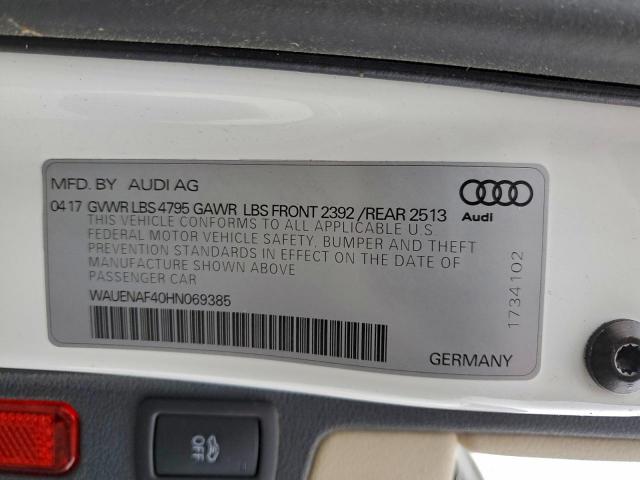 MFD. BY AUDI AG
04 17 GVWR LBS 4795 GAWR LBS FRONT 2392 /REAR 2513
THIS VEHICLE CONFORMS TO ALL APPLICABLE U.S.
FEDERAL MOTOR VEHICLE SAFETY, BUMPER AND THEFT
PREVENTION STANDARDS IN EFFECT ON THE DATE OF
MANUFACTURE SHOWN ABOVE
PASSENGER CAR
WAUENAF40HN069385
Audi
1734102
GERMANY
OFF